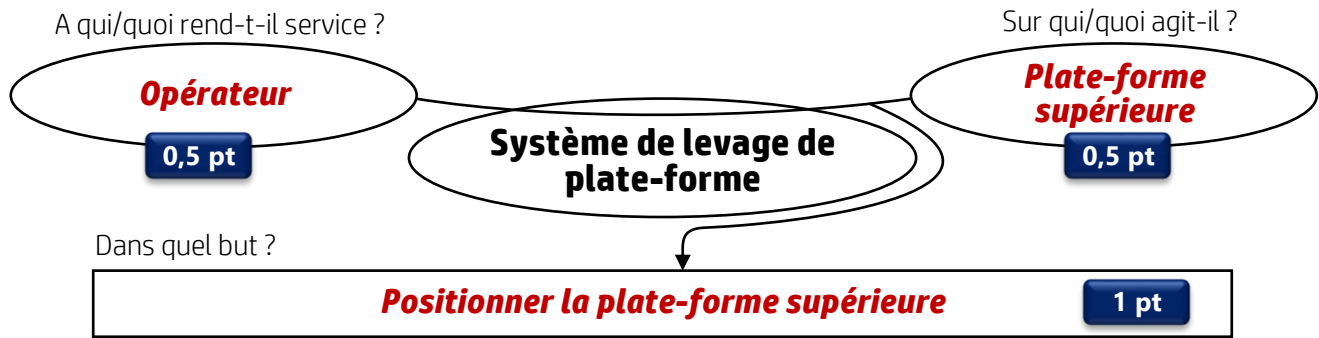 A qui/quoi rend-t-il service ?
Sur qui/quoi agit-il ?
Opérateur
Plate-forme
supérieure
0,5 pt
0,5 pt
Système de levage de
plate-forme
Dans quel but ?
Positionner la plate-forme supérieure
1 pt